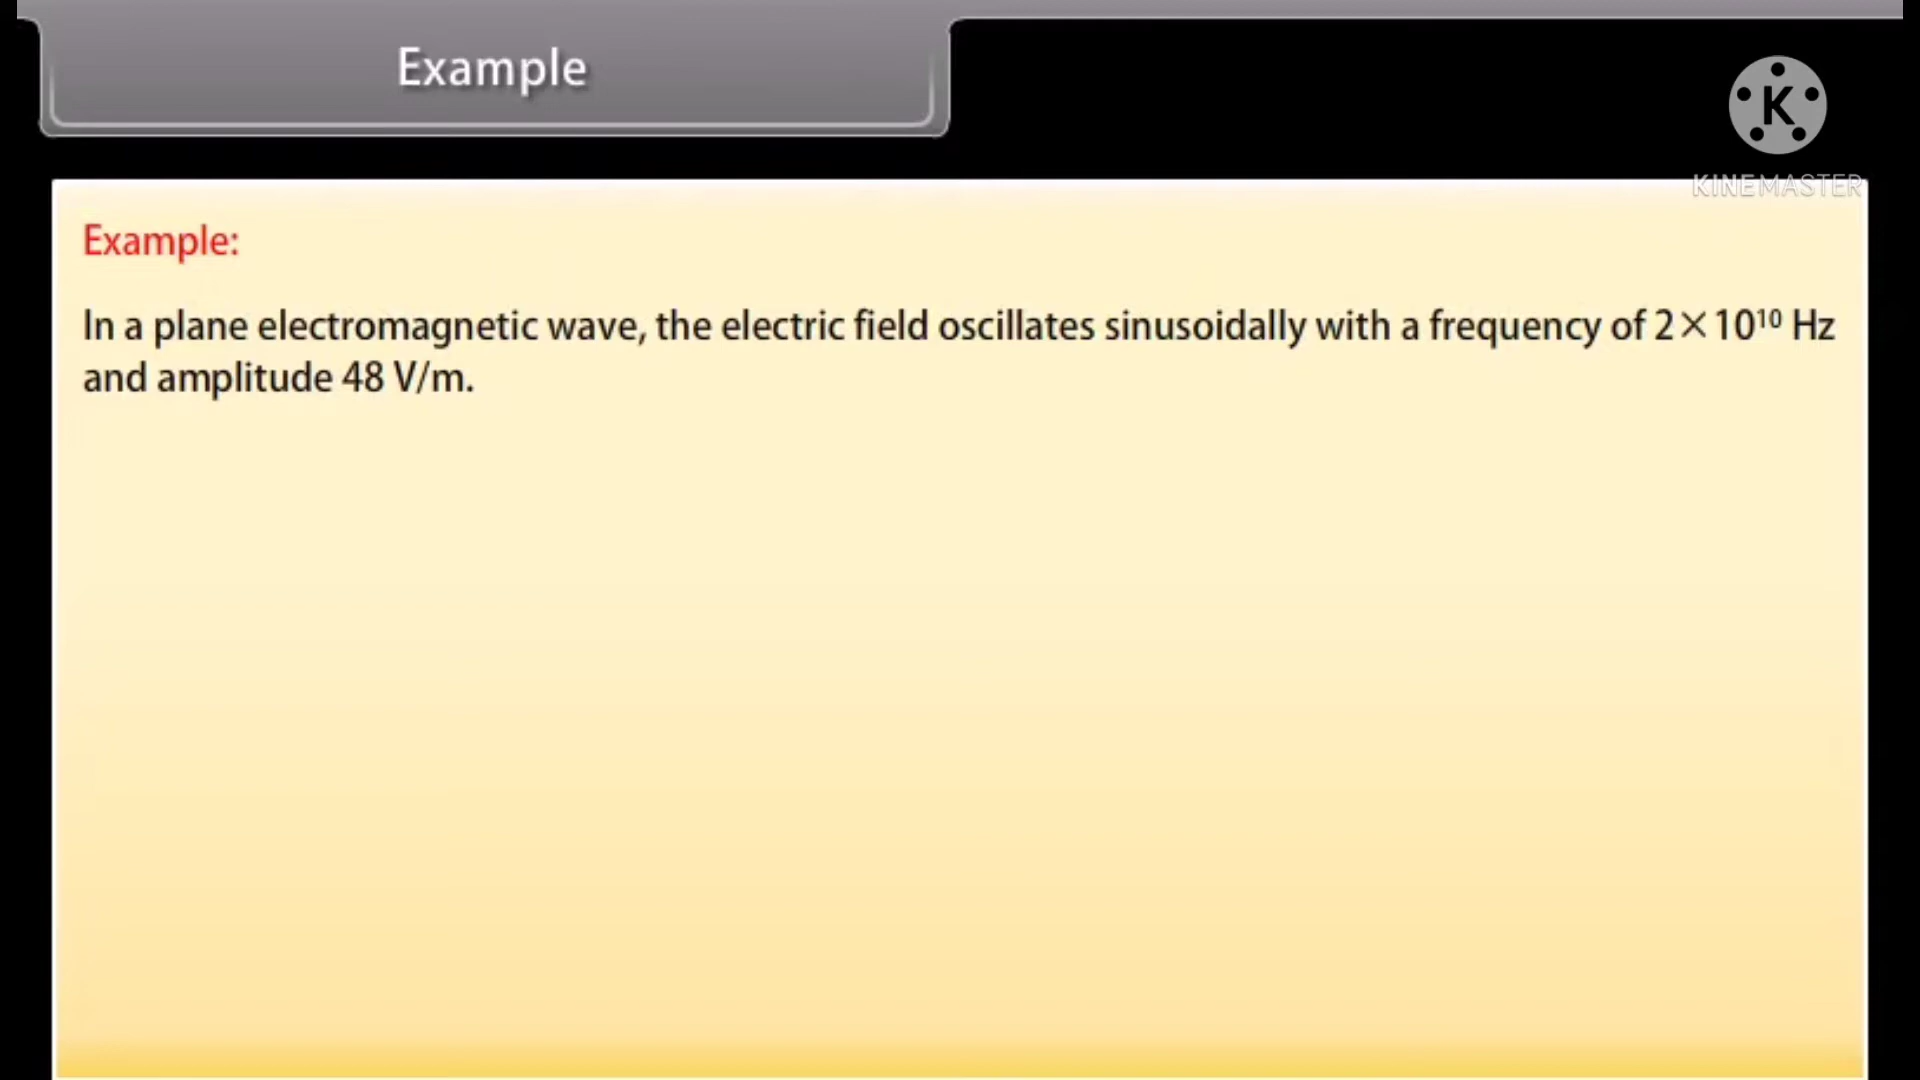 Example
K
KINEMASTER
Example:
In a plane electromagnetic wave, the electric field oscillates sinusoidally with a frequency of 2×10¹⁰ Hz
and amplitude 48 V/m.